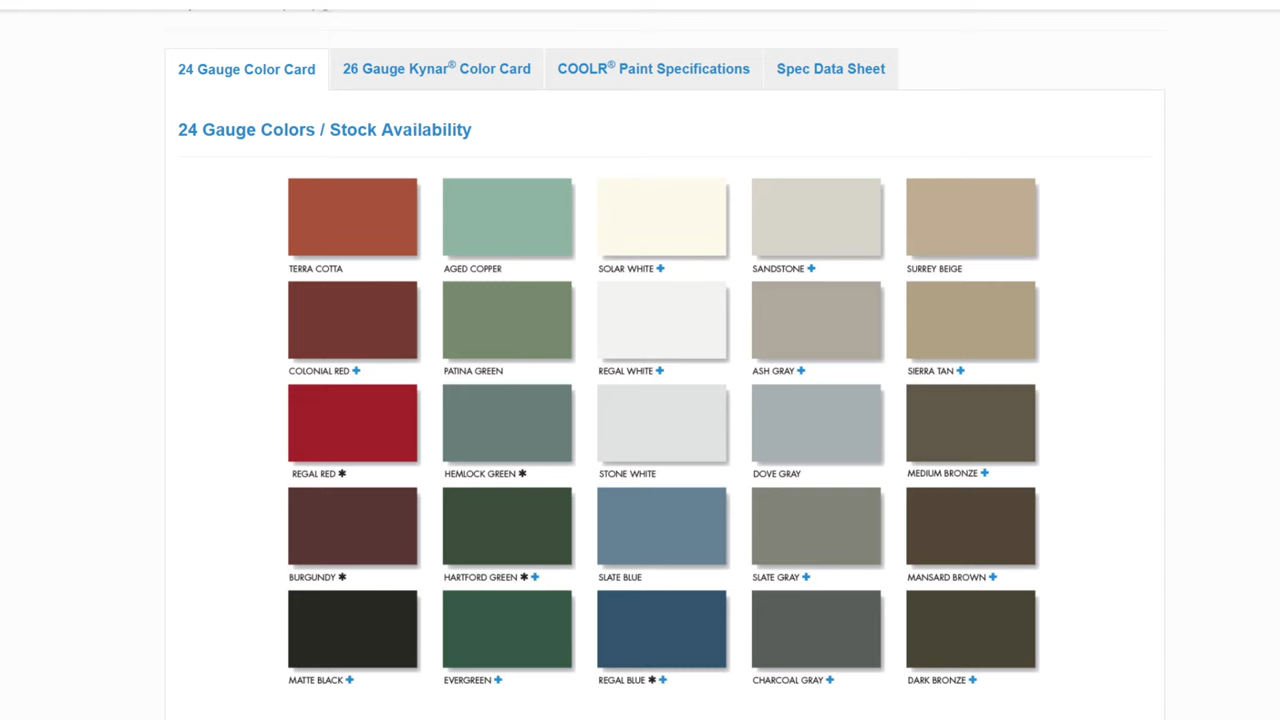 24 Gauge Color Card 26 Gauge Kynar® Color Card COOLR® Paint Specifications Spec Data Sheet
24 Gauge Colors / Stock Availability
TERRA COTTA AGED COPPER SOLAR WHITE + SANDSTONE + SURREY BEIGE
COLONIAL RED + PATINA GREEN REGAL WHITE + ASH GRAY + SIERRA TAN +
REGAL RED * HEMLOCK GREEN * STONE WHITE DOVE GRAY MEDIUM BRONZE +
BURGUNDY * HARTFORD GREEN * + SLATE BLUE SLATE GRAY + MANSARD BROWN +
MATTE BLACK + EVERGREEN + REGAL BLUE * + CHARCOAL GRAY + DARK BRONZE +